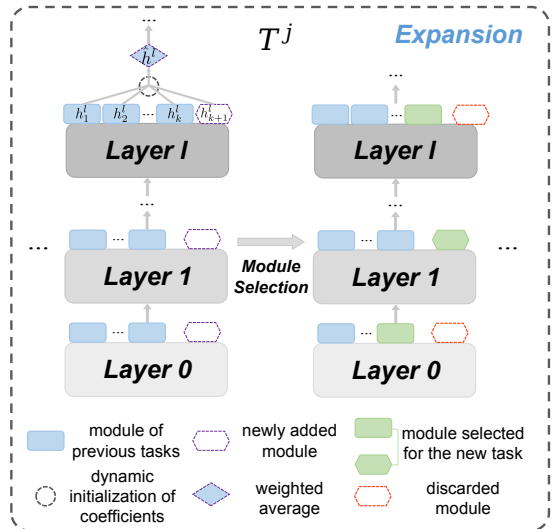 ...
T^j
Expansion
h^l
...
h_1^l h_2^l ... h_k^l h_{k+1}^l
...
Layer l
Layer l
...
...
...
...
...
...
Layer 1
Module
Selection
Layer 1
...
...
Layer 0
Layer 0
module of
previous tasks
newly added
module
module selected
for the new task
dynamic
initialization of
coefficients
weighted
average
discarded
module